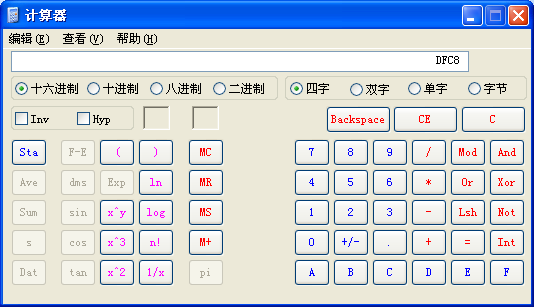 计算器
编辑(E) 查看(V) 帮助(H)
DFC8
十六进制 十进制 八进制 二进制 四字 双字 单字 字节
Inv Hyp Backspace CE C
Sta F-E ( ) MC 7 8 9 / Mod And
Ave dms Exp ln MR 4 5 6 * Or Xor
Sum sin x^y log MS 1 2 3 - Lsh Not
s cos x^3 n! M+ 0 +/- . + = Int
Dat tan x^2 1/x pi A B C D E F